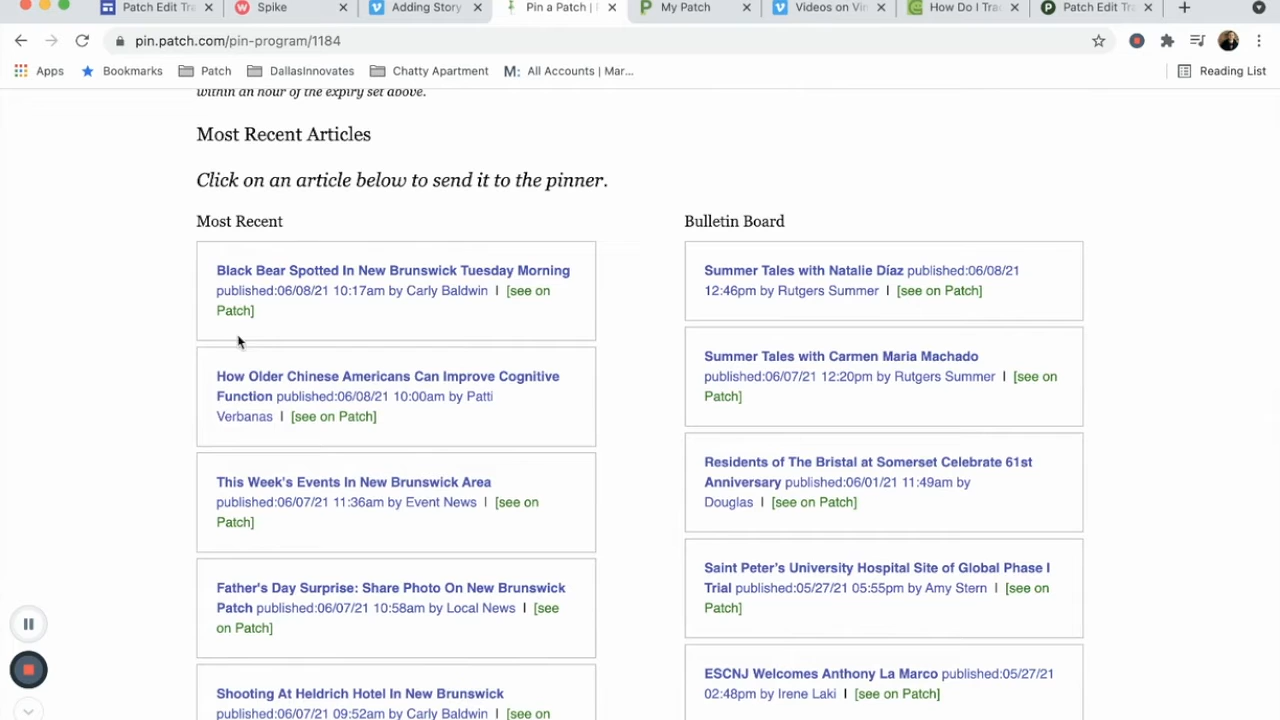 Patch Edit Tra
Spike
Adding Story
Pin a Patch |
My Patch
Videos on Vim
How Do I Trac
Patch Edit Tra
pin.patch.com/pin-program/1184
Apps
Bookmarks
Patch
DallasInnovates
Chatty Apartment
M: All Accounts | Mar...
Reading List
within an hour of the expiry set above.
Most Recent Articles
Click on an article below to send it to the pinner.
Most Recent
Black Bear Spotted In New Brunswick Tuesday Morning
published:06/08/21 10:17am by Carly Baldwin | [see on
Patch]
How Older Chinese Americans Can Improve Cognitive
Function published:06/08/21 10:00am by Patti
Verbanas | [see on Patch]
This Week's Events In New Brunswick Area
published:06/07/21 11:36am by Event News | [see on
Patch]
Father's Day Surprise: Share Photo On New Brunswick
Patch published:06/07/21 10:58am by Local News | [see
on Patch]
Shooting At Heldrich Hotel In New Brunswick
published:06/07/21 09:52am by Carly Baldwin | [see on
Bulletin Board
Summer Tales with Natalie Díaz published:06/08/21
12:46pm by Rutgers Summer | [see on Patch]
Summer Tales with Carmen Maria Machado
published:06/07/21 12:20pm by Rutgers Summer | [see on
Patch]
Residents of The Bristal at Somerset Celebrate 61st
Anniversary published:06/01/21 11:49am by
Douglas | [see on Patch]
Saint Peter's University Hospital Site of Global Phase I
Trial published:05/27/21 05:55pm by Amy Stern | [see on
Patch]
ESCNJ Welcomes Anthony La Marco published:05/27/21
02:48pm by Irene Laki | [see on Patch]